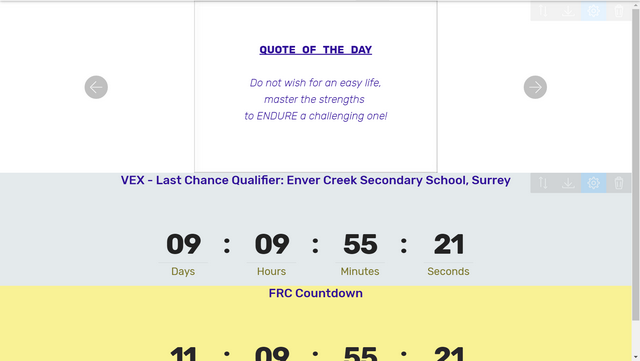 QUOTE OF THE DAY
Do not wish for an easy life,
master the strengths
to ENDURE a challenging one!
VEX - Last Chance Qualifier: Enver Creek Secondary School, Surrey
09 : 09 : 55 : 21
Days Hours Minutes Seconds
FRC Countdown
11 : 09 : 55 : 21